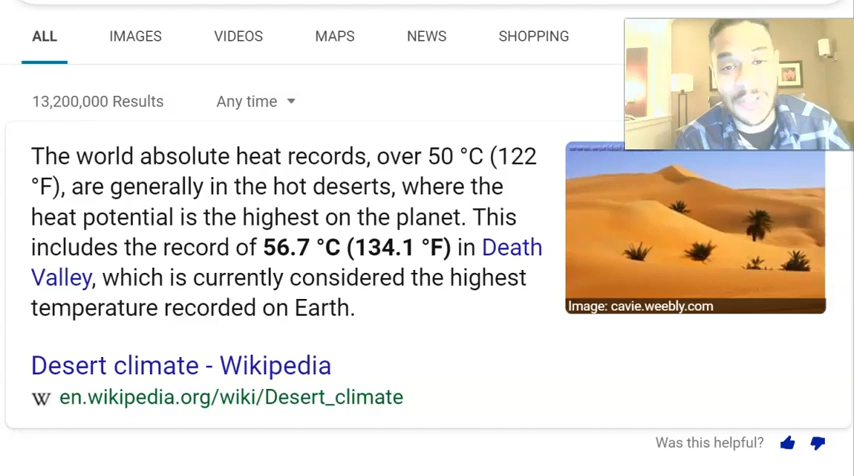 ALL IMAGES VIDEOS MAPS NEWS SHOPPING
13,200,000 Results Any time
The world absolute heat records, over 50 °C (122
°F), are generally in the hot deserts, where the
heat potential is the highest on the planet. This
includes the record of 56.7 °C (134.1 °F) in Death
Valley, which is currently considered the highest
temperature recorded on Earth.
Image: cavie.weebly.com
Desert climate - Wikipedia
W en.wikipedia.org/wiki/Desert_climate
Was this helpful?